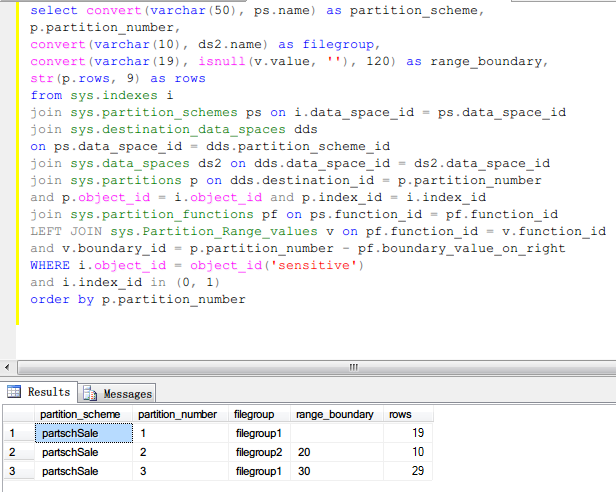 select convert(varchar(50), ps.name) as partition_scheme,
p.partition_number,
convert(varchar(10), ds2.name) as filegroup,
convert(varchar(19), isnull(v.value, ''), 120) as range_boundary,
str(p.rows, 9) as rows
from sys.indexes i
join sys.partition_schemes ps on i.data_space_id = ps.data_space_id
join sys.destination_data_spaces dds
on ps.data_space_id = dds.partition_scheme_id
join sys.data_spaces ds2 on dds.data_space_id = ds2.data_space_id
join sys.partitions p on dds.destination_id = p.partition_number
and p.object_id = i.object_id and p.index_id = i.index_id
join sys.partition_functions pf on ps.function_id = pf.function_id
LEFT JOIN sys.Partition_Range_values v on pf.function_id = v.function_id
and v.boundary_id = p.partition_number - pf.boundary_value_on_right
WHERE i.object_id = object_id('sensitive')
and i.index_id in (0, 1)
order by p.partition_number
Results Messages
partition_scheme partition_number filegroup range_boundary rows
1 partschSale 1 filegroup1 19
2 partschSale 2 filegroup2 20 10
3 partschSale 3 filegroup1 30 29